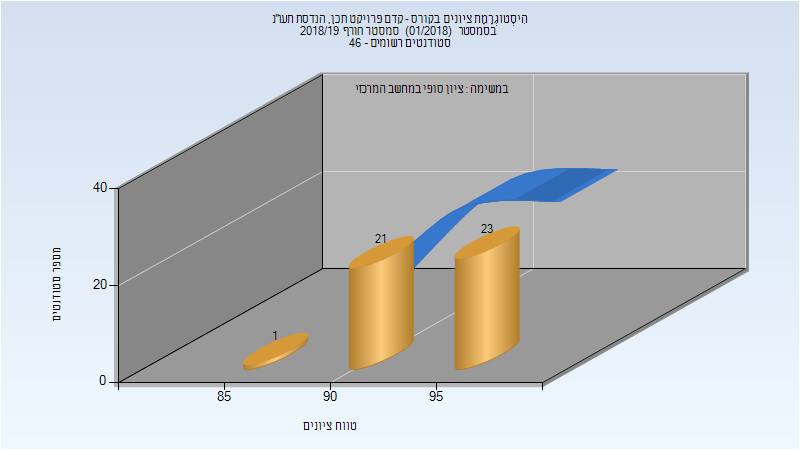 היסטוגרמת ציונים בקורס - קדם פרויקט תכן, הנדסת תעו"נ
בסמסטר (01/2018) סמסטר חורף 2018/19
סטודנטים רשומים - 46
במשימה : ציון סופי במחשב המרכזי
מספר סטודנטים
40
20
0
1
21
23
85
90
95
טווח ציונים